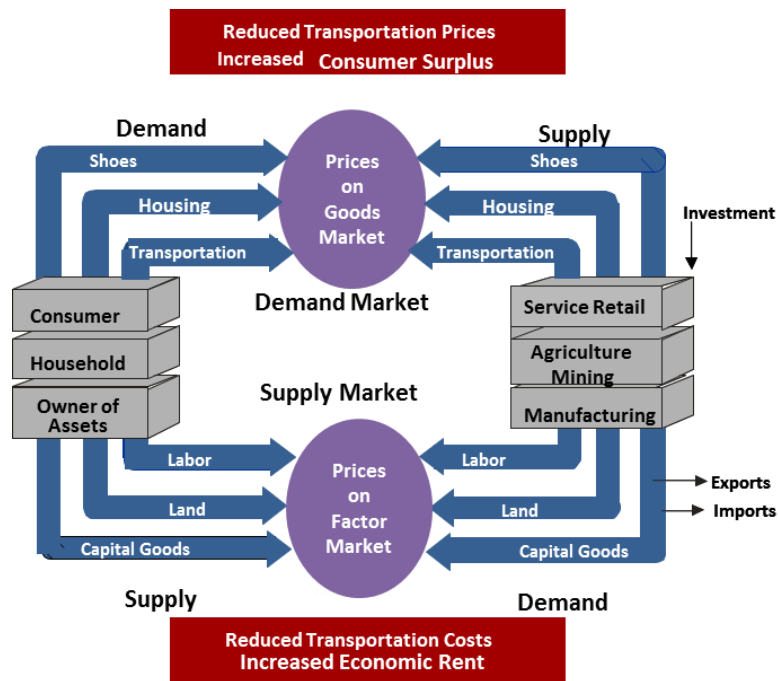 Reduced Transportation Prices
Increased Consumer Surplus
Demand
Supply
Shoes
Shoes
Prices
on
Goods
Market
Housing
Housing
Investment
Transportation
Transportation
Demand Market
Consumer
Household
Owner of
Assets
Service Retail
Agriculture
Mining
Manufacturing
Supply Market
Labor
Labor
Prices
on
Factor
Market
Land
Land
Exports
Imports
Capital Goods
Capital Goods
Supply
Demand
Reduced Transportation Costs
Increased Economic Rent